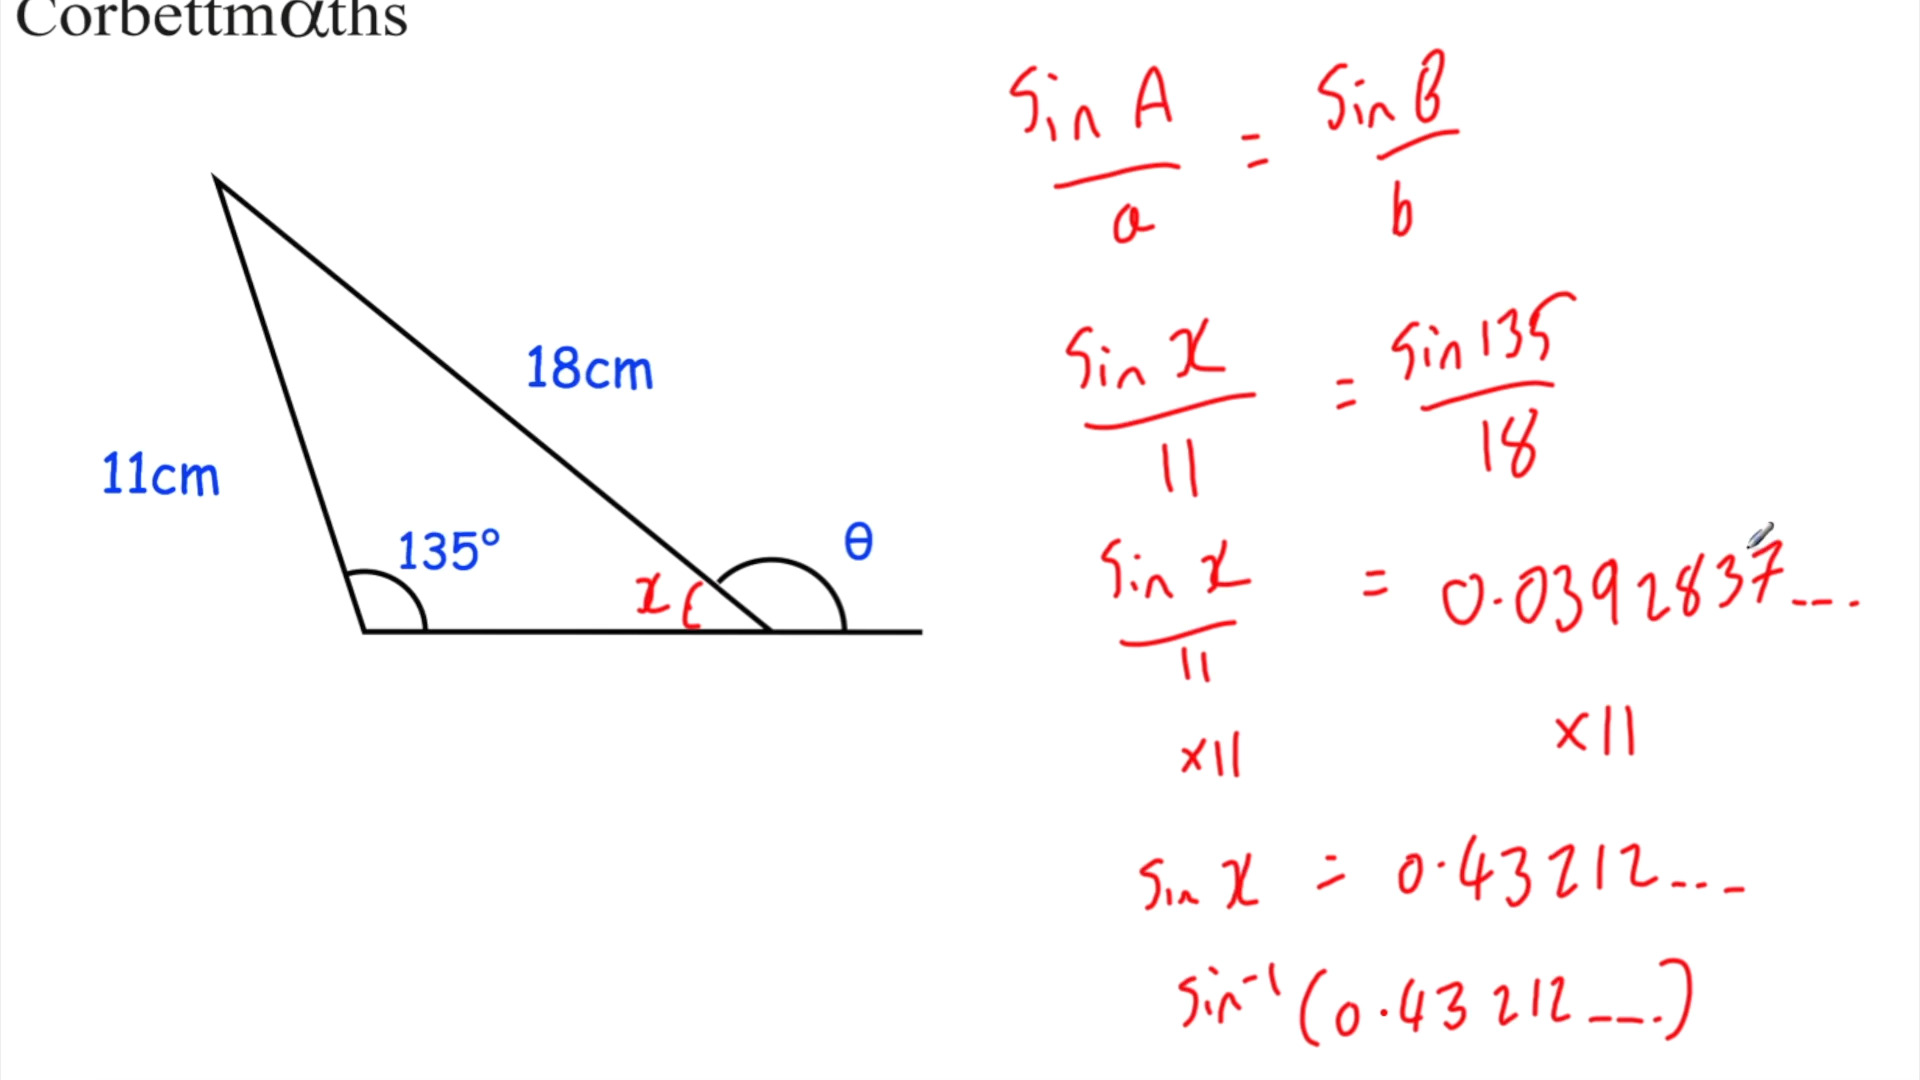 Corbettmαths
sin A / a = sin B / b
18cm
sin x / 11 = sin 135 / 18
11cm
135°
θ
x
sin x / 11 = 0.0392837...
×11 ×11
sin x = 0.43212...
sin⁻¹(0.43212...)